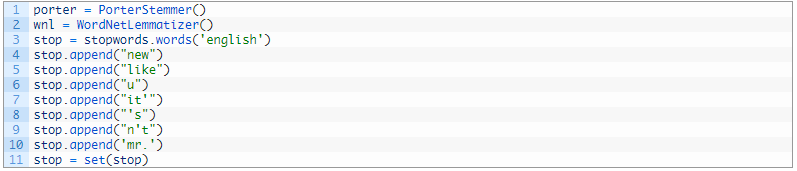 1 porter = PorterStemmer()
2 wnl = WordNetLemmatizer()
3 stop = stopwords.words('english')
4 stop.append("new")
5 stop.append("like")
6 stop.append("u")
7 stop.append("it'")
8 stop.append("'s")
9 stop.append("n't")
10 stop.append('mr.')
11 stop = set(stop)